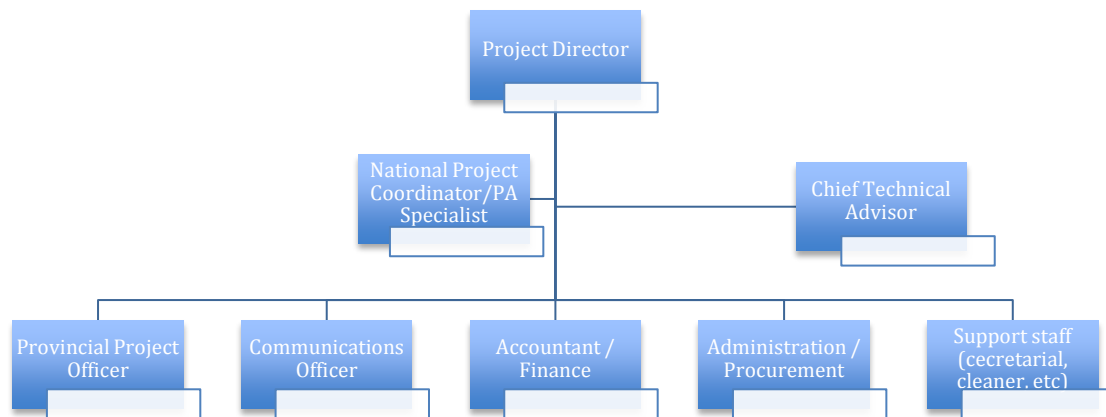 Project Director
National Project
Coordinator/PA
Specialist
Chief Technical
Advisor
Provincial Project
Officer
Communications
Officer
Accountant /
Finance
Administration /
Procurement
Support staff
(cecretarial,
cleaner, etc)